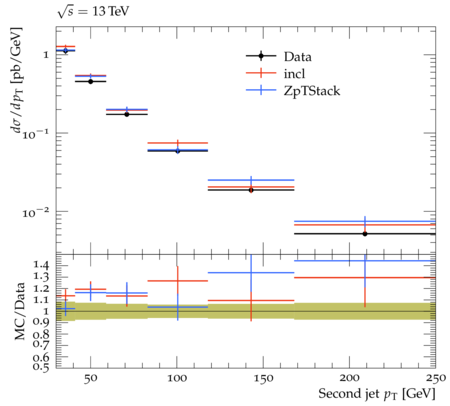 √s = 13 TeV
dσ/dpT [pb/GeV]
Data
incl
ZpTStack
1
10⁻¹
10⁻²
MC/Data
1.4
1.3
1.2
1.1
1
0.9
0.8
0.7
0.6
0.5
50
100
150
200
250
Second jet pT [GeV]